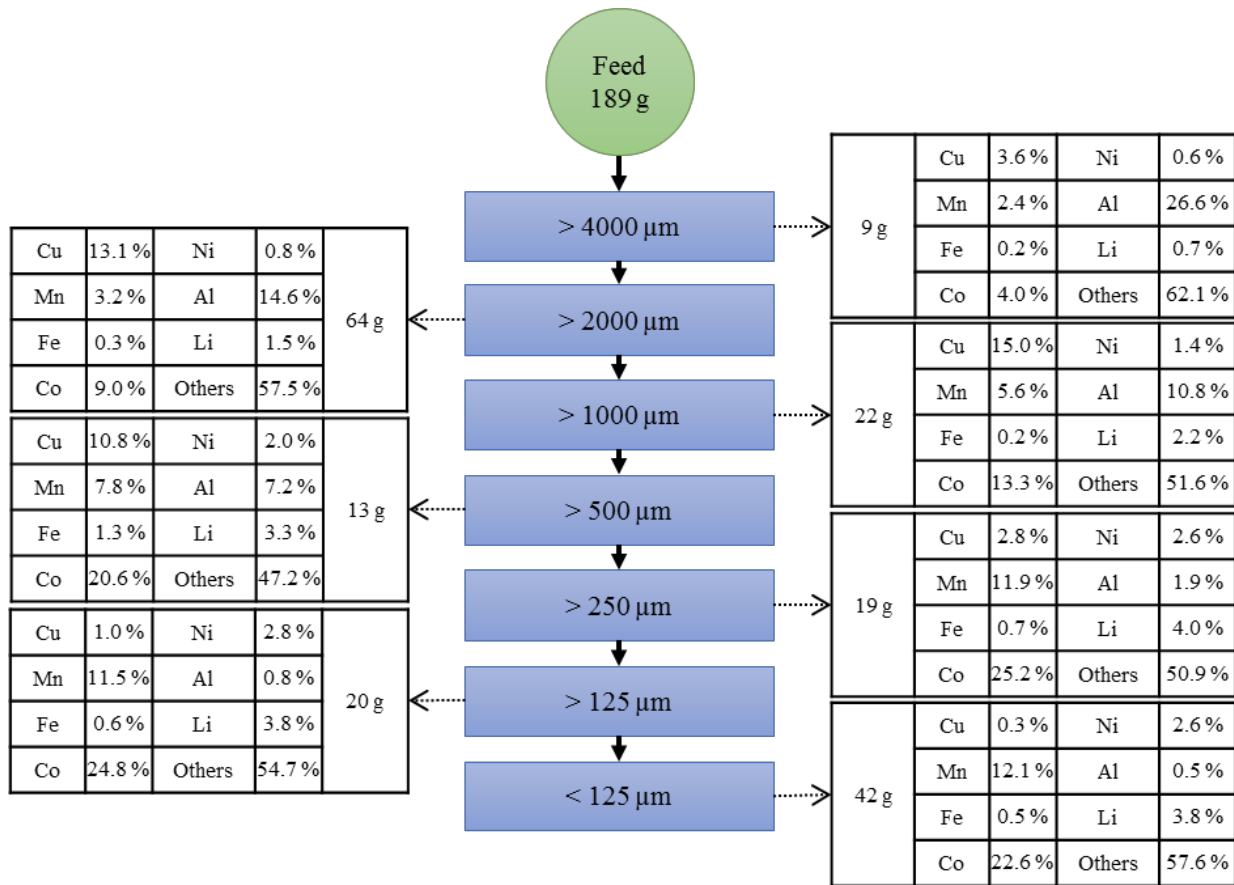 Feed
189 g
> 4000 µm
> 2000 µm
> 1000 µm
> 500 µm
> 250 µm
> 125 µm
< 125 µm
Cu 13.1 % Ni 0.8 %
Mn 3.2 % Al 14.6 %
64 g
Fe 0.3 % Li 1.5 %
Co 9.0 % Others 57.5 %
Cu 10.8 % Ni 2.0 %
Mn 7.8 % Al 7.2 %
13 g
Fe 1.3 % Li 3.3 %
Co 20.6 % Others 47.2 %
Cu 1.0 % Ni 2.8 %
Mn 11.5 % Al 0.8 %
20 g
Fe 0.6 % Li 3.8 %
Co 24.8 % Others 54.7 %
Cu 3.6 % Ni 0.6 %
Mn 2.4 % Al 26.6 %
9 g
Fe 0.2 % Li 0.7 %
Co 4.0 % Others 62.1 %
Cu 15.0 % Ni 1.4 %
Mn 5.6 % Al 10.8 %
22 g
Fe 0.2 % Li 2.2 %
Co 13.3 % Others 51.6 %
Cu 2.8 % Ni 2.6 %
Mn 11.9 % Al 1.9 %
19 g
Fe 0.7 % Li 4.0 %
Co 25.2 % Others 50.9 %
Cu 0.3 % Ni 2.6 %
Mn 12.1 % Al 0.5 %
42 g
Fe 0.5 % Li 3.8 %
Co 22.6 % Others 57.6 %